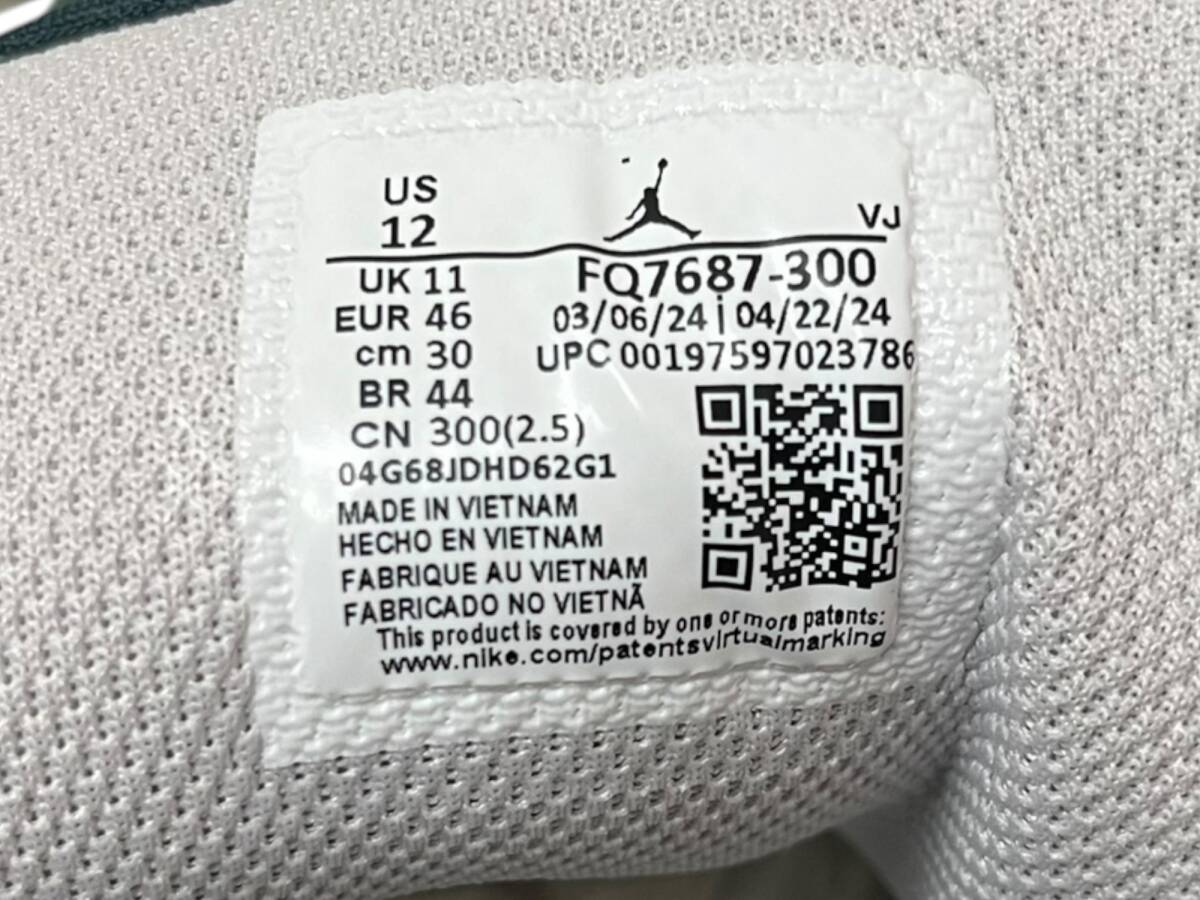 US
12
VJ
UK 11
FQ7687-300
EUR 46
03/06/24 | 04/22/24
cm 30
UPC 00197597023786
BR 44
CN 300(2.5)
04G68JDHD62G1
MADE IN VIETNAM
HECHO EN VIETNAM
FABRIQUE AU VIETNAM
FABRICADO NO VIETNÃ
This product is covered by one or more patents:
www.nike.com/patentsvirtualmarking